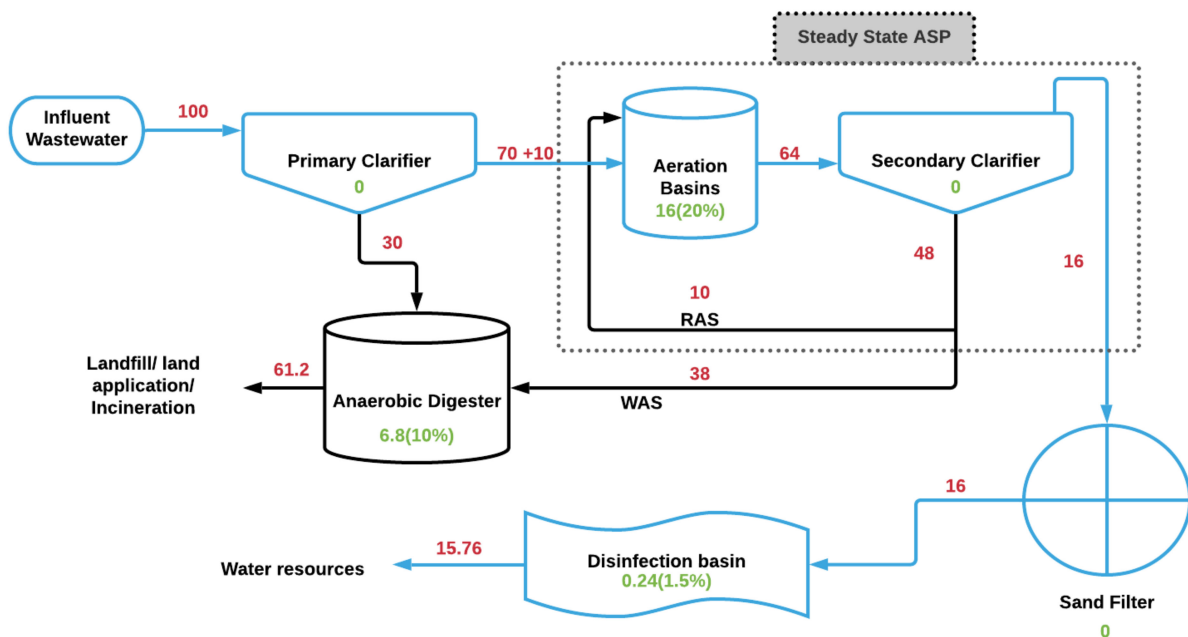 Steady State ASP
Influent
Wastewater
100
Primary Clarifier
0
70 +10
Aeration
Basins
16(20%)
64
Secondary Clarifier
0
30
48
16
10
RAS
Landfill/ land
application/
Incineration
61.2
Anaerobic Digester
6.8(10%)
38
WAS
16
Water resources
15.76
Disinfection basin
0.24(1.5%)
Sand Filter
0